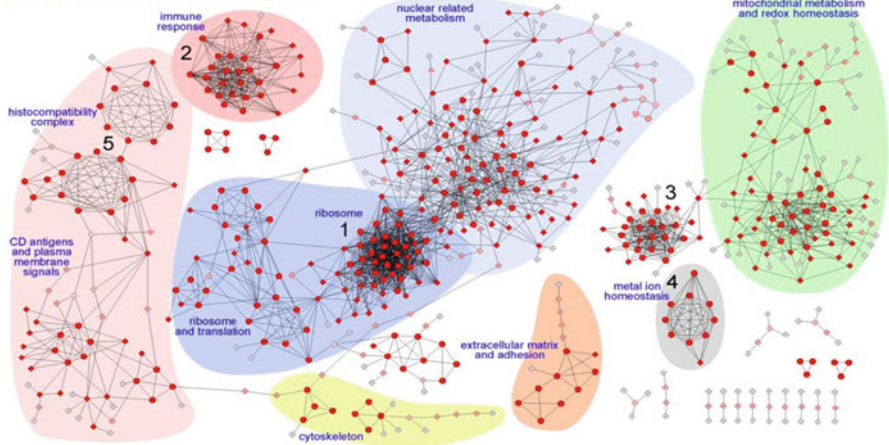 immune
response
2
nuclear related
metabolism
mitochondrial metabolism
and redox homeostasis
histocompatibility
complex
5
ribosome
1
3
CD antigens
and plasma
membrane
signals
metal ion
homeostasis
4
ribosome
and translation
extracellular matrix
and adhesion
cytoskeleton